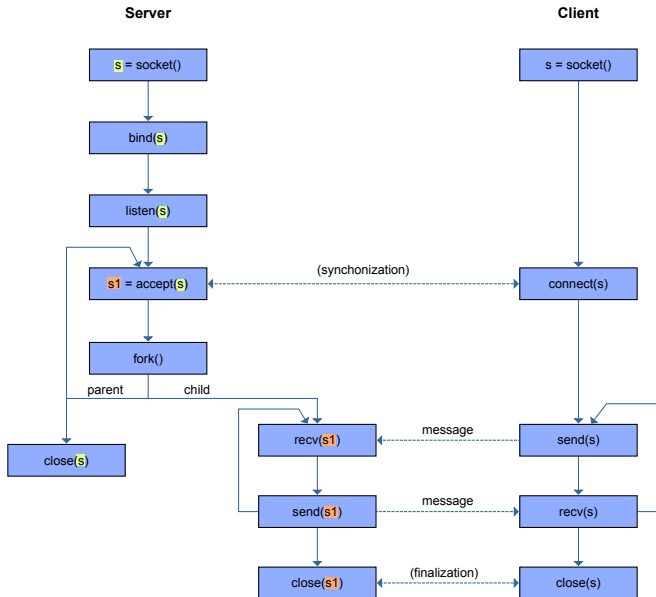 Server
Client
s = socket()
s = socket()
bind(s)
listen(s)
(synchonization)
s1 = accept(s)
connect(s)
fork()
parent
child
message
recv(s1)
send(s)
close(s)
message
send(s1)
recv(s)
(finalization)
close(s1)
close(s)